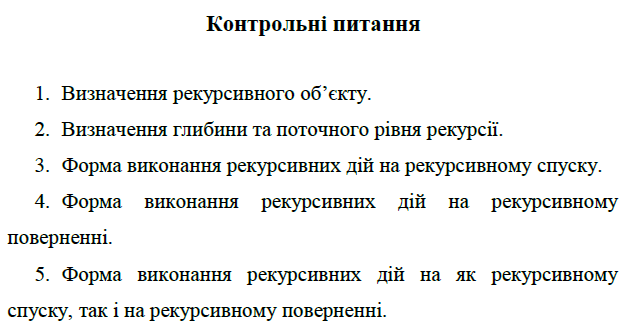 Контрольні питання
1. Визначення рекурсивного об’єкту.
2. Визначення глибини та поточного рівня рекурсії.
3. Форма виконання рекурсивних дій на рекурсивному спуску.
4. Форма виконання рекурсивних дій на рекурсивному
поверненні.
5. Форма виконання рекурсивних дій на як рекурсивному
спуску, так і на рекурсивному поверненні.